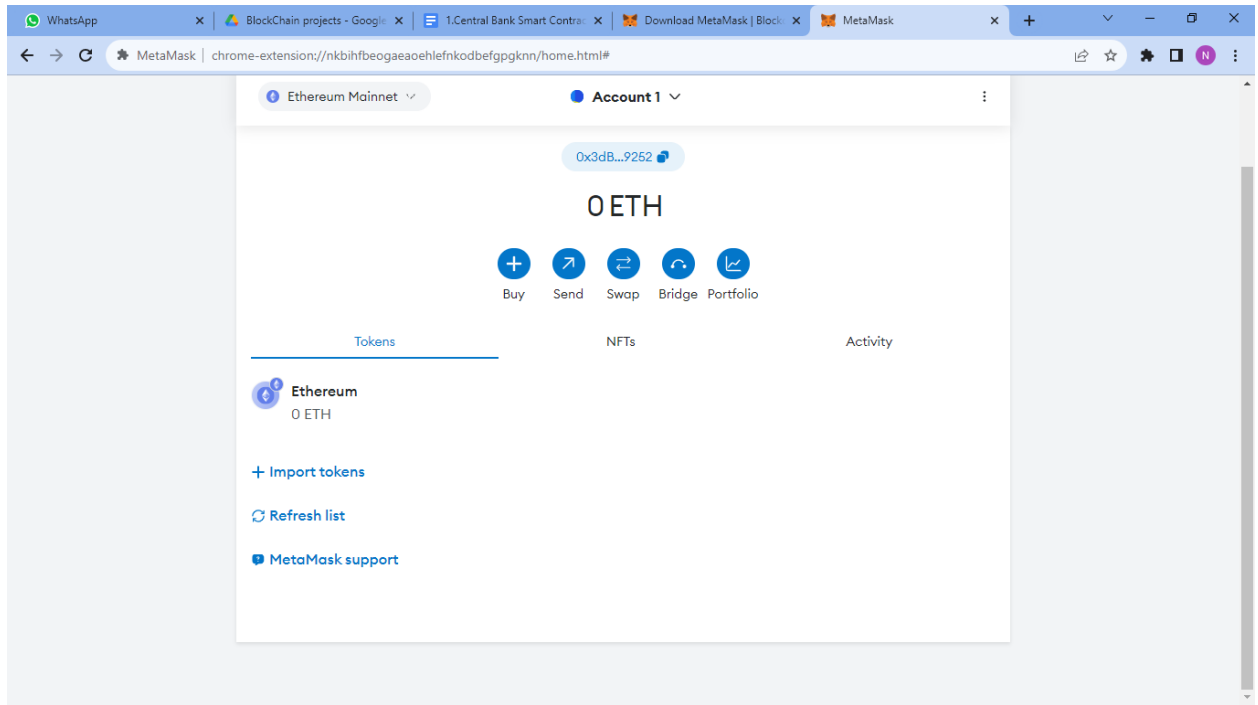 WhatsApp
BlockChain projects - Google
1.Central Bank Smart Contrac
Download MetaMask | Blocko
MetaMask
MetaMask chrome-extension://nkbihfbeogaeaoehlefnkodbefgpgknn/home.html#
N
Ethereum Mainnet
Account 1
0x3dB...9252
0 ETH
Buy Send Swap Bridge Portfolio
Tokens NFTs Activity
Ethereum
0 ETH
Import tokens
Refresh list
MetaMask support